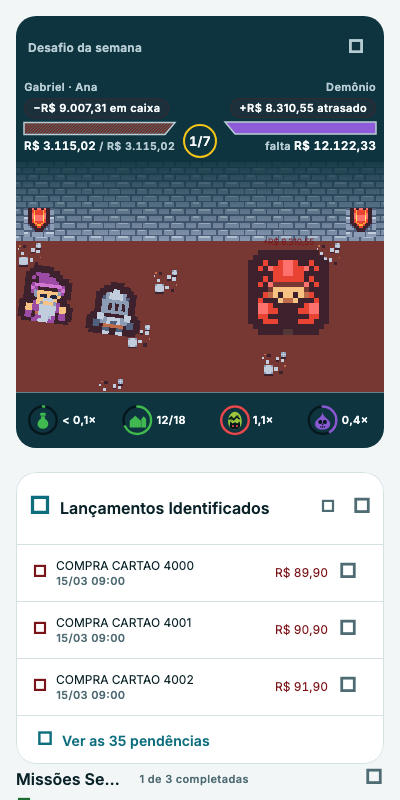 Desafio da semana
Gabriel · Ana
Demônio
−R$ 9.007,31 em caixa
+R$ 8.310,55 atrasado
R$ 3.115,02 / R$ 3.115,02
1/7
falta R$ 12.122,33
< 0,1×
12/18
1,1×
0,4×
Lançamentos Identificados
COMPRA CARTAO 4000
15/03 09:00
R$ 89,90
COMPRA CARTAO 4001
15/03 09:00
R$ 90,90
COMPRA CARTAO 4002
15/03 09:00
R$ 91,90
Ver as 35 pendências
Missões Se...
1 de 3 completadas